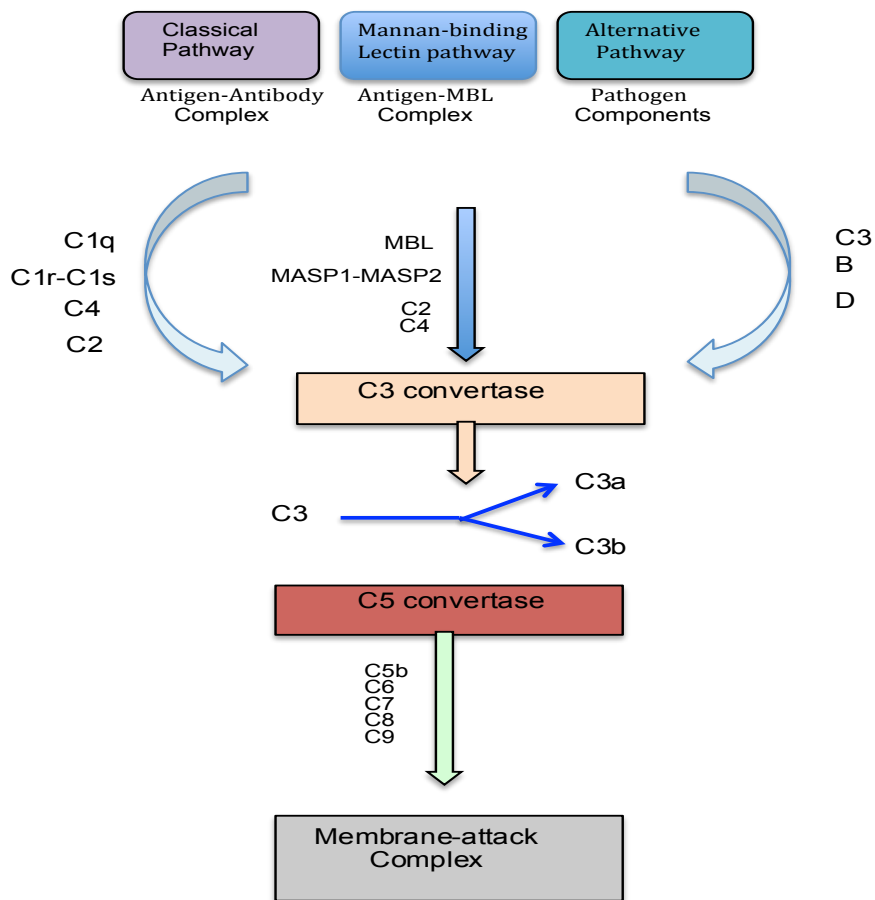 Classical
Pathway
Mannan-binding
Lectin pathway
Alternative
Pathway
Antigen-Antibody
Complex
Antigen-MBL
Complex
Pathogen
Components
C1q
C1r-C1s
C4
C2
MBL
MASP1-MASP2
C2
C4
C3
B
D
C3 convertase
C3
C3a
C3b
C5 convertase
C5b
C6
C7
C8
C9
Membrane-attack
Complex